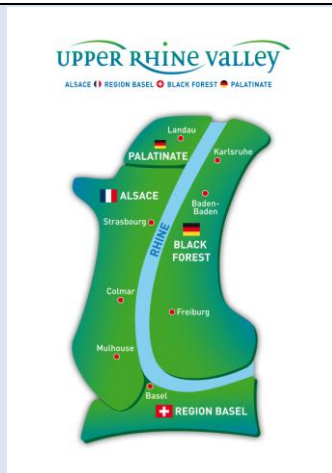 UPPER RHINE VALLEY
ALSACE REGION BASEL BLACK FOREST PALATINATE
Landau
PALATINATE
Karlsruhe
ALSACE
Baden-
Baden
Strasbourg
RHINE
BLACK
FOREST
Colmar
Freiburg
Mulhouse
Basel
REGION BASEL